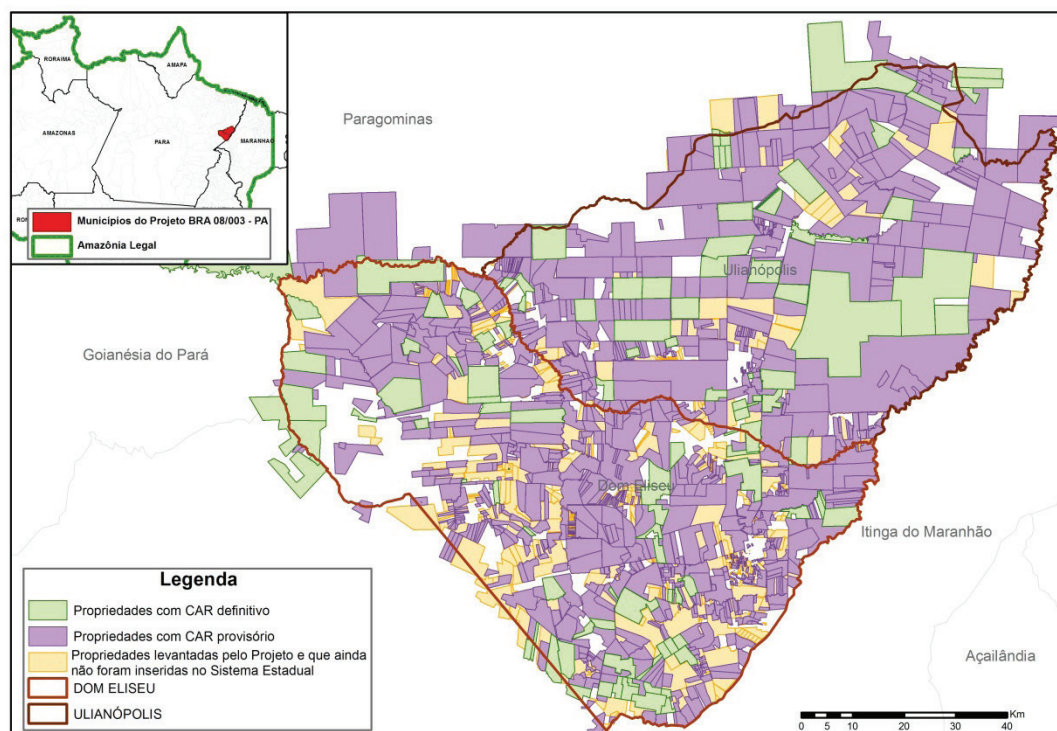 RORAIMA
AMAPA
AMAZONAS
PARA
MARANHAO
Municípios do Projeto BRA 08/003 - PA
Amazônia Legal
Paragominas
Ulianópolis
Goianésia do Pará
Dom Eliseu
Itinga do Maranhão
Açailândia
Legenda
Propriedades com CAR definitivo
Propriedades com CAR provisório
Propriedades levantadas pelo Projeto e que ainda
não foram inseridas no Sistema Estadual
DOM ELISEU
ULIANÓPOLIS
Km
0 5 10 20 30 40